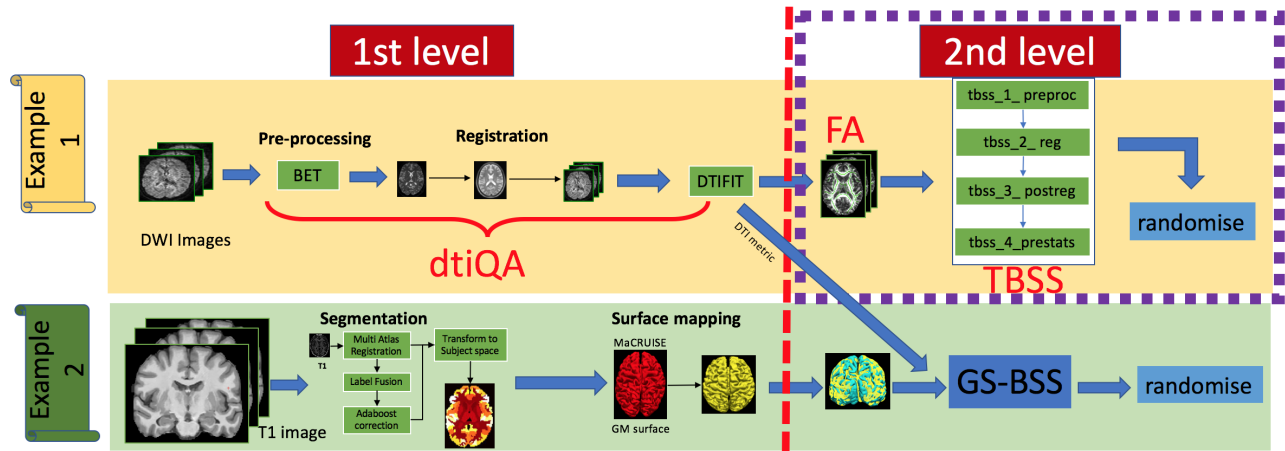 1st level
2nd level
Example
1
Pre-processing
Registration
BET
DTIFIT
DWI Images
dtiQA
FA
tbss_1_ preproc
tbss_2_ reg
tbss_3_ postreg
tbss_4_prestats
TBSS
randomise
DTI metric
Example
2
Segmentation
T1
Multi Atlas
Registration
Label Fusion
Adaboost
correction
Transform to
Subject space
T1 image
Surface mapping
MaCRUISE
GM surface
GS-BSS
randomise